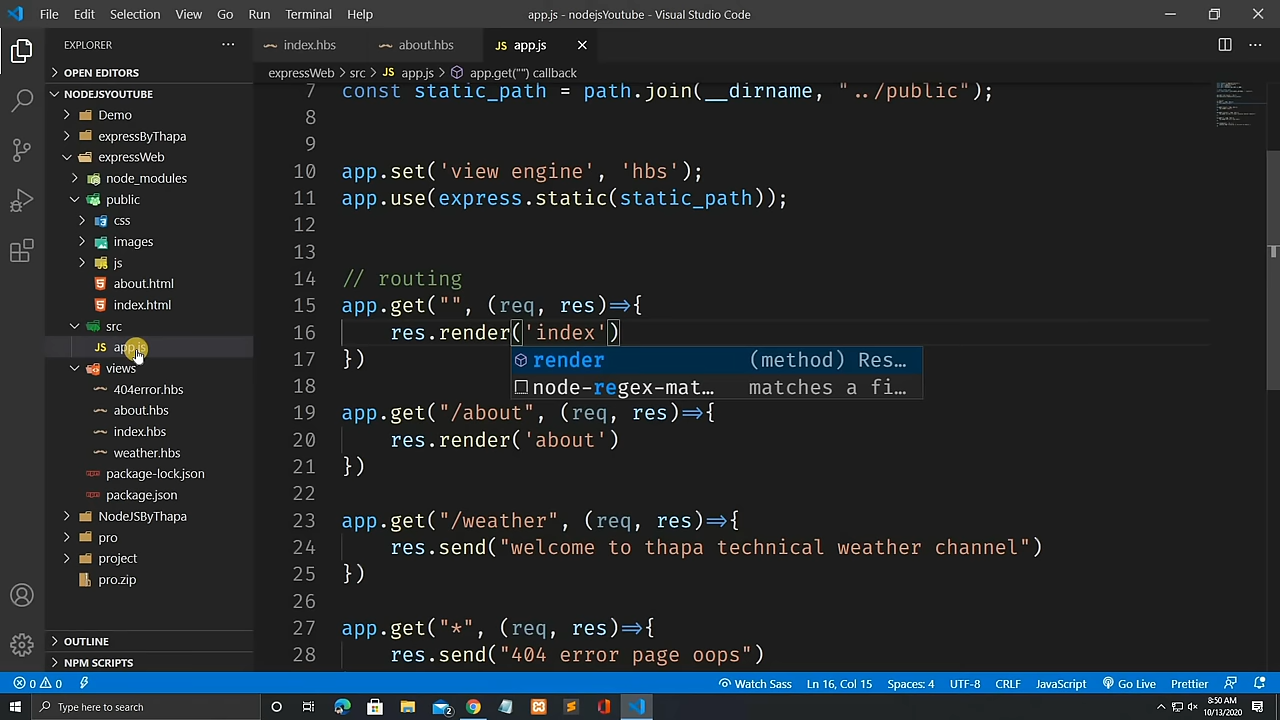 File Edit Selection View Go Run Terminal Help
app.js - nodejsYoutube - Visual Studio Code
EXPLORER
OPEN EDITORS
NODEJSYOUTUBE
Demo
expressByThapa
expressWeb
node_modules
public
css
images
js
about.html
index.html
src
JS app.js
views
404error.hbs
about.hbs
index.hbs
weather.hbs
package-lock.json
package.json
NodeJSByThapa
pro
project
pro.zip
OUTLINE
NPM SCRIPTS
index.hbs about.hbs JS app.js
expressWeb > src > JS app.js > app.get("") callback
7 const static_path = path.join(__dirname, "../public");
8
9
10 app.set('view engine', 'hbs');
11 app.use(express.static(static_path));
12
13
14 // routing
15 app.get("", (req, res)=>{
16 res.render('index')
render (method) Res…
17 })
node-regex-mat… matches a fi…
18
19 app.get("/about", (req, res)=>{
20 res.render('about')
21 })
22
23 app.get("/weather", (req, res)=>{
24 res.send("welcome to thapa technical weather channel")
25 })
26
27 app.get("*", (req, res)=>{
28 res.send("404 error page oops")
0 0 Watch Sass Ln 16, Col 15 Spaces: 4 UTF-8 CRLF JavaScript Go Live Prettier
Type here to search
2
8:50 AM
10/13/2020